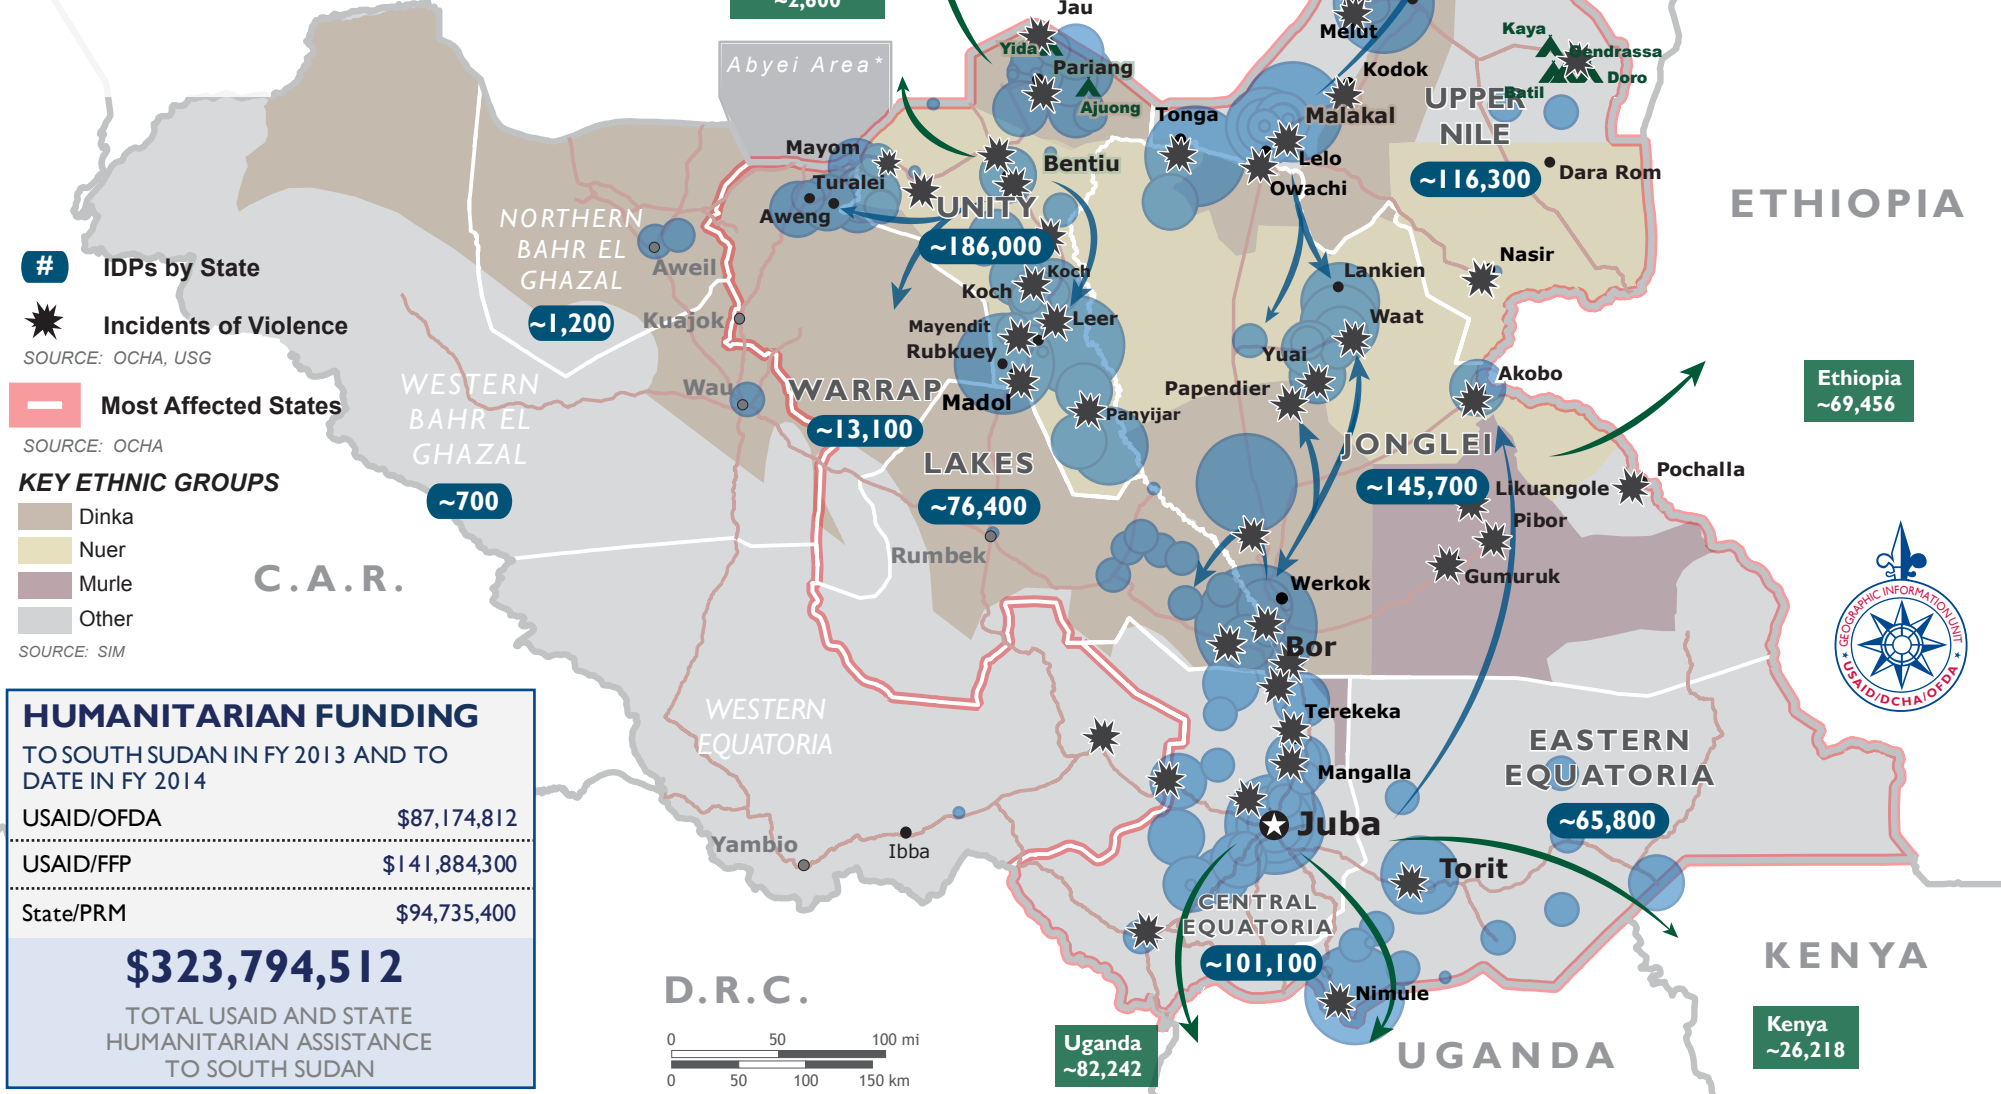 ~2,600
Jau
Yida
Pariang
Ajuong
Abyei Area*
Melut
Kodok
Malakal
Tonga
Lelo
Owachi
Kaya
Gendrassa
Doro
Batil
UPPER
NILE
~116,300
Dara Rom
ETHIOPIA
Mayom
Turalei
Aweng
Bentiu
UNITY
~186,000
NORTHERN
BAHR EL
GHAZAL
~1,200
Aweil
Kuajok
Koch
Koch
Leer
Mayendit
Rubkuey
Madol
Panyijar
Lankien
Waat
Yuai
Papendier
Nasir
Akobo
Ethiopia
~69,456
# IDPs by State
Incidents of Violence
SOURCE: OCHA, USG
Most Affected States
SOURCE: OCHA
KEY ETHNIC GROUPS
Dinka
Nuer
Murle
Other
SOURCE: SIM
WESTERN
BAHR EL
GHAZAL
~700
Wau
WARRAP
~13,100
LAKES
~76,400
Rumbek
JONGLEI
~145,700
Likuangole
Pochalla
Pibor
Gumuruk
Werkok
Bor
C.A.R.
GEOGRAPHIC INFORMATION UNIT
USAID/DCHA/OFDA
HUMANITARIAN FUNDING
TO SOUTH SUDAN IN FY 2013 AND TO
DATE IN FY 2014
USAID/OFDA $87,174,812
USAID/FFP $141,884,300
State/PRM $94,735,400
$323,794,512
TOTAL USAID AND STATE
HUMANITARIAN ASSISTANCE
TO SOUTH SUDAN
WESTERN
EQUATORIA
Yambio
Ibba
Terekeka
Mangalla
Juba
EASTERN
EQUATORIA
~65,800
Torit
CENTRAL
EQUATORIA
~101,100
Nimule
D.R.C.
0 50 100 mi
0 50 100 150 km
Uganda
~82,242
UGANDA
KENYA
Kenya
~26,218